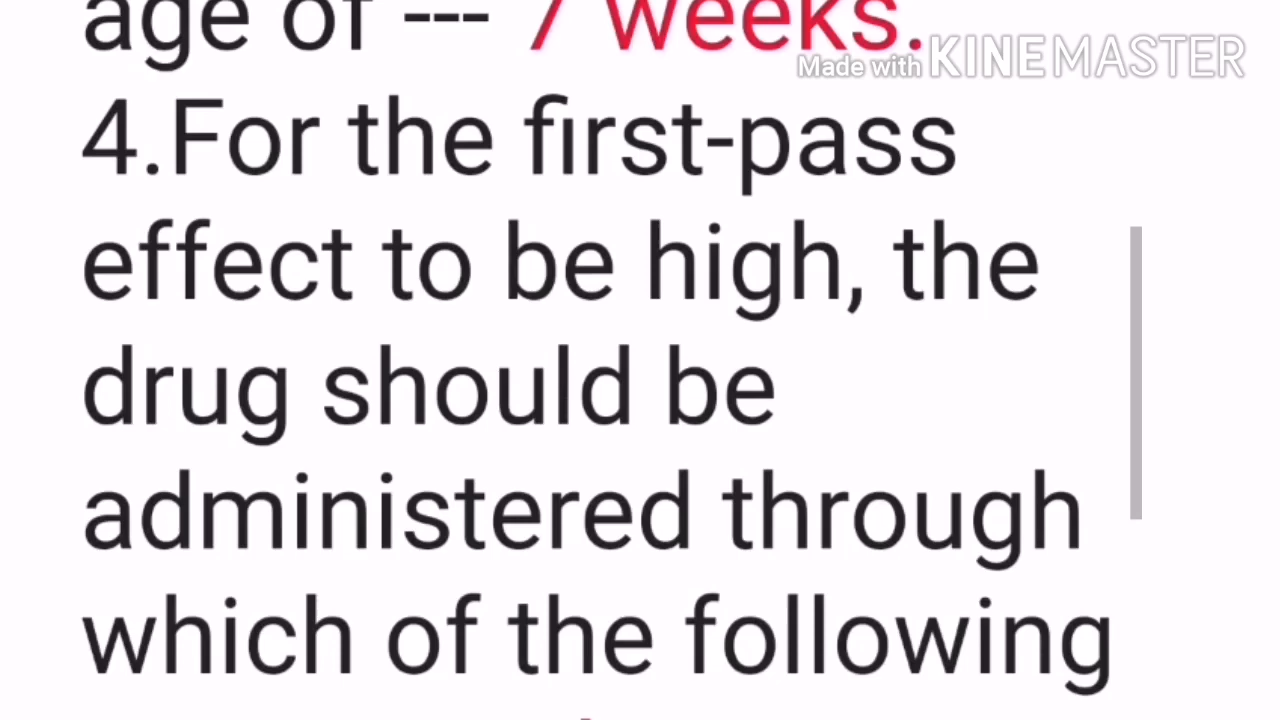 age of --- 7 weeks.
Made with KINEMASTER
4.For the first-pass
effect to be high, the
drug should be
administered through
which of the following